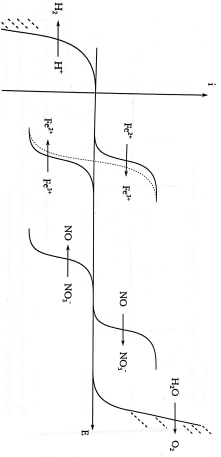 i
H₂ ← H⁺
Fe²⁺ → Fe³⁺
Fe²⁺ ← Fe³⁺
NO → NO₃⁻
NO ← NO₃⁻
H₂O → O₂
E